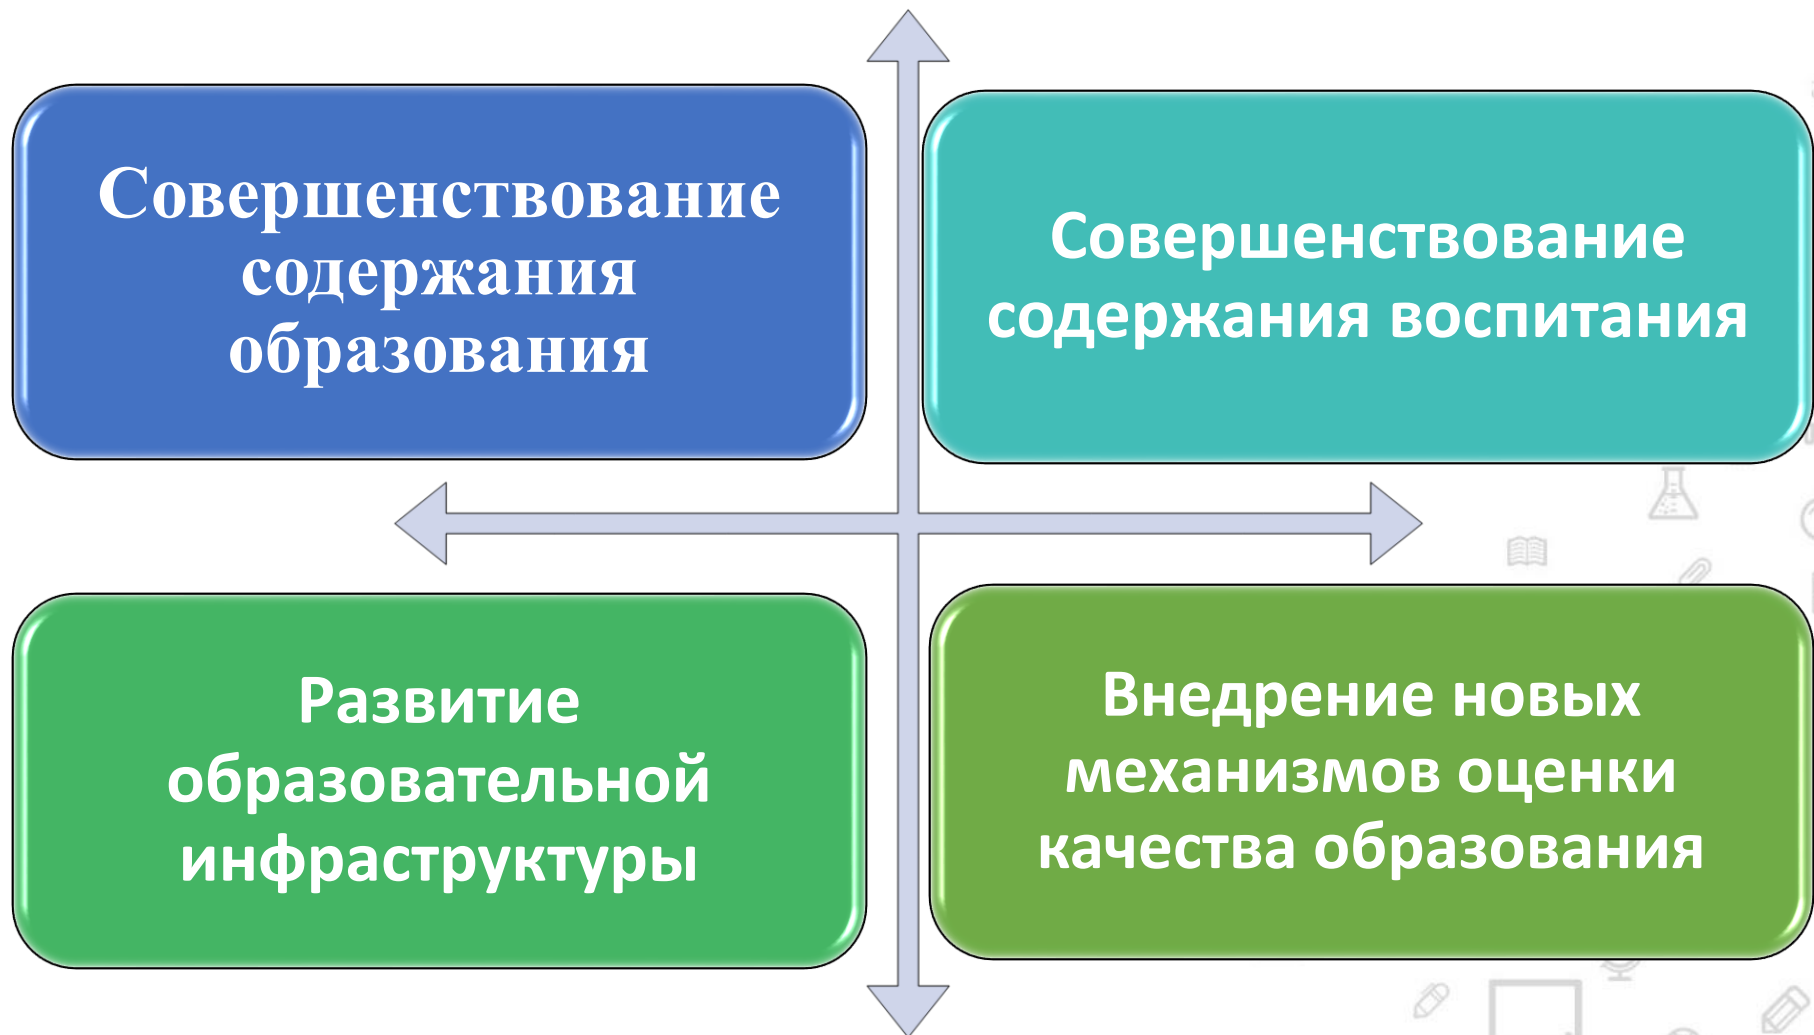 Совершенствование
содержания
образования
Совершенствование
содержания воспитания
Развитие
образовательной
инфраструктуры
Внедрение новых
механизмов оценки
качества образования